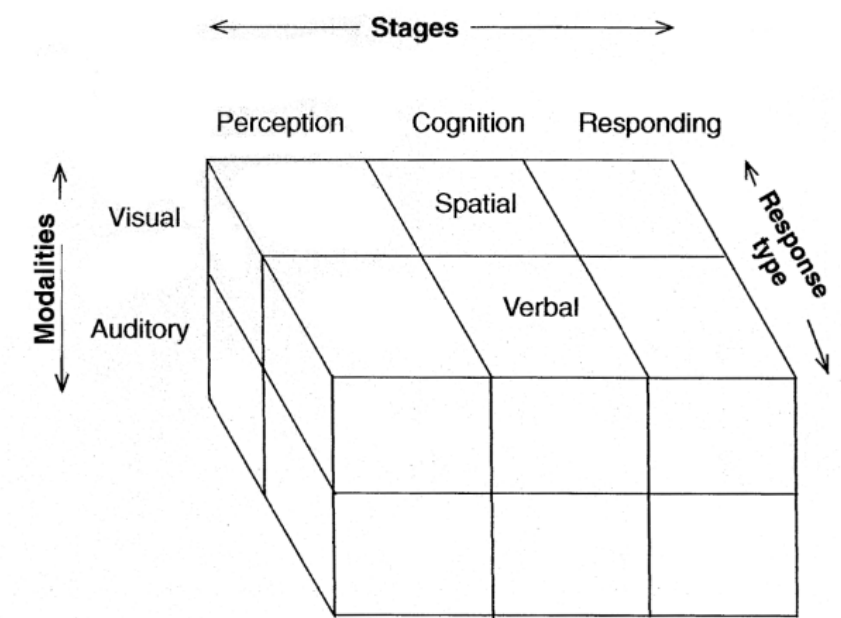 Stages
Perception Cognition Responding
Visual
Spatial
Modalities
Response
type
Auditory
Verbal